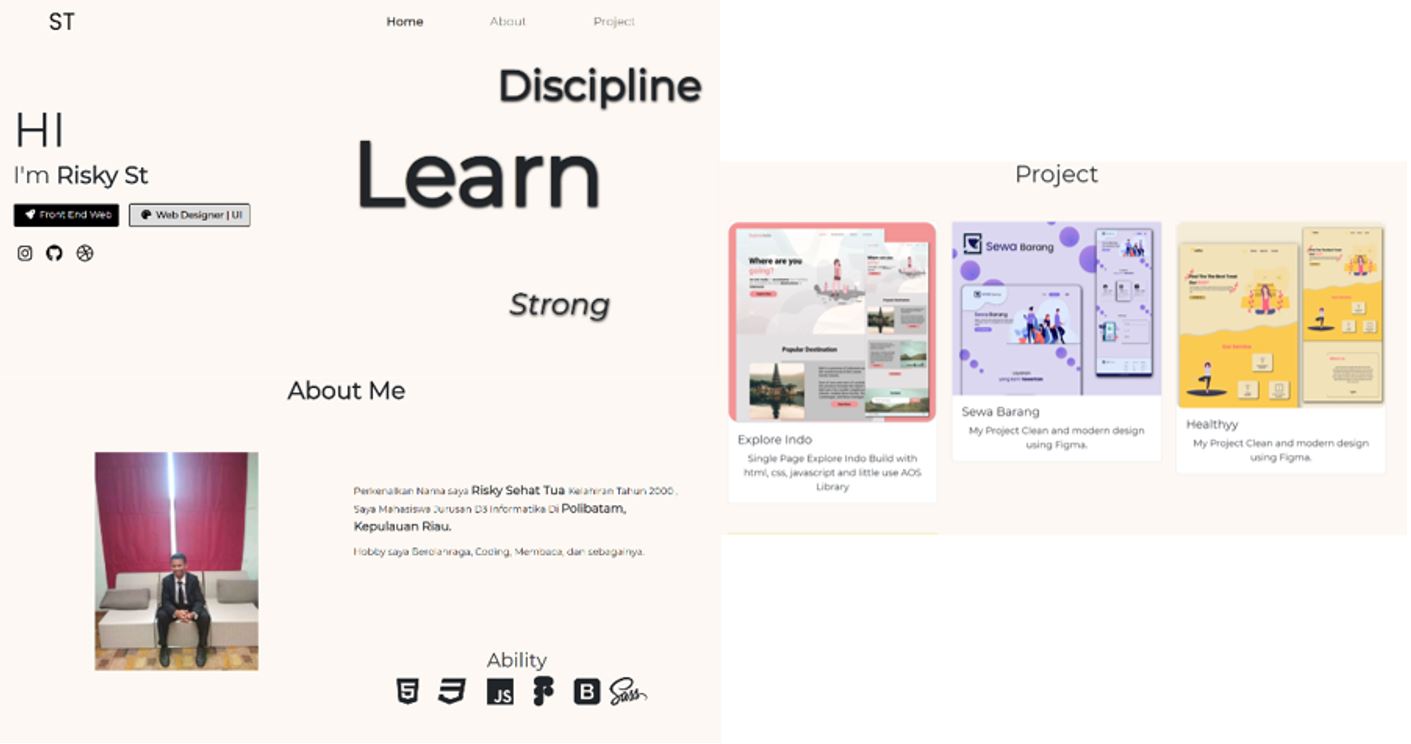 ST
Home About Project
Discipline
HI
Learn
I'm Risky St
Front End Web Web Designer | UI
Strong
About Me
Perkenalkan Nama saya Risky Sehat Tua Kelahiran Tahun 2000 ,
Saya Mahasiswa Jurusan D3 Informatika Di Polibatam,
Kepulauan Riau.
Hobby saya Berolahraga, Coding, Membaca, dan sebagainya.
Ability
JS
B
Sass
Project
Where are you
going?
Popular Destination
Explore Indo
Single Page Explore Indo Build with
html, css, javascript and little use AOS
Library
Sewa Barang
Sewa Barang
Sewa Barang
My Project Clean and modern design
using Figma.
Our Service
Healthyy
My Project Clean and modern design
using Figma.